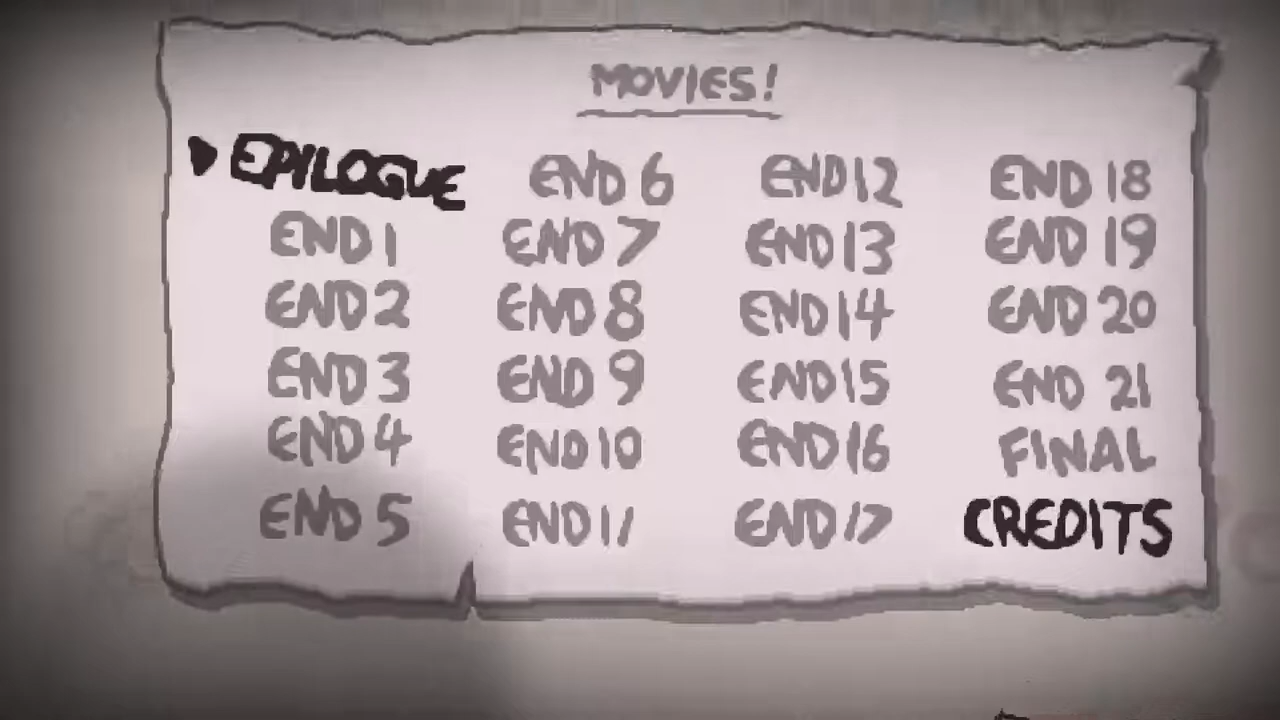 MOVIES!
EPILOGUE
END 1
END 2
END 3
END 4
END 5
END 6
END 7
END 8
END 9
END 10
END 11
END 12
END 13
END 14
END 15
END 16
END 17
END 18
END 19
END 20
END 21
FINAL
CREDITS